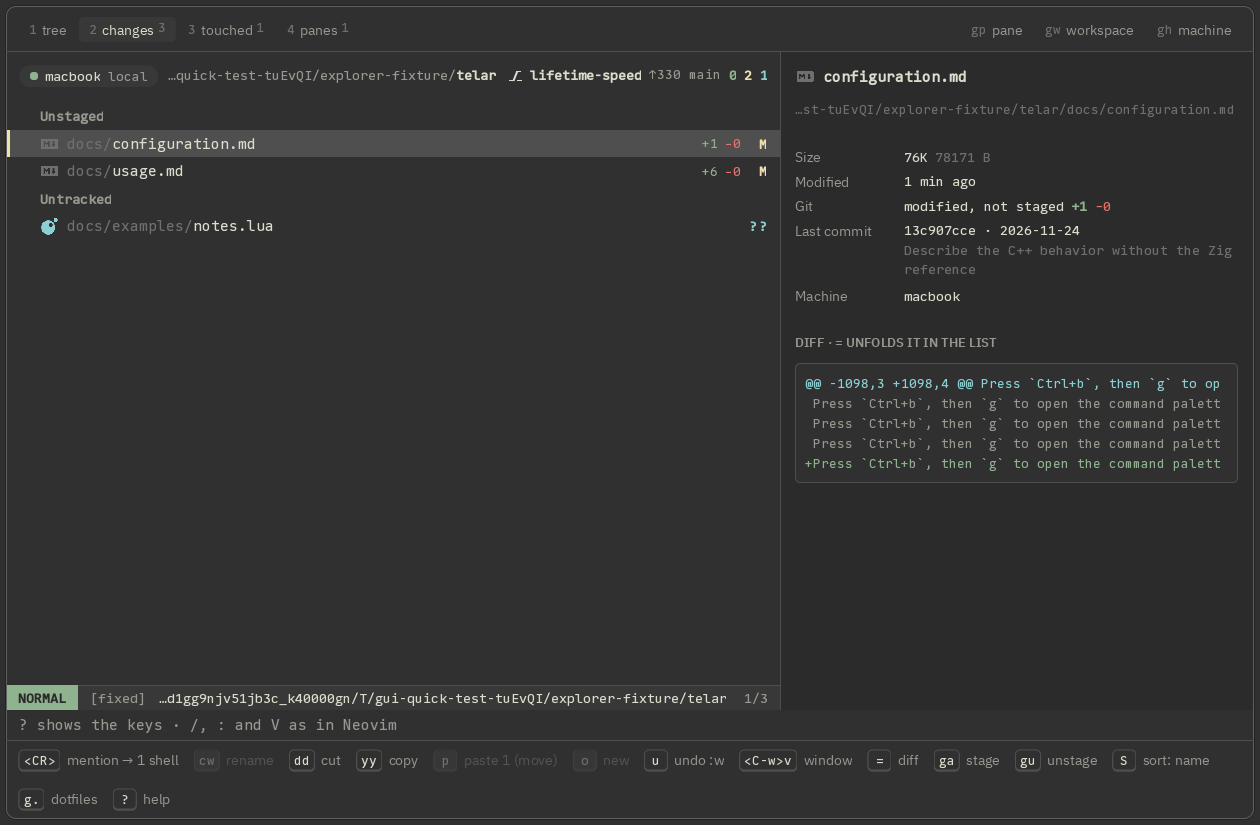 1 tree 2 changes 3 3 touched 1 4 panes 1 gp pane gw workspace gh machine
macbook local …quick-test-tuEvQI/explorer-fixture/telar lifetime-speed ↑330 main 0 2 1
Unstaged
docs/configuration.md +1 -0 M
docs/usage.md +6 -0 M
Untracked
docs/examples/notes.lua ??
configuration.md
…st-tuEvQI/explorer-fixture/telar/docs/configuration.md
Size 76K 78171 B
Modified 1 min ago
Git modified, not staged +1 -0
Last commit 13c907cce · 2026-11-24
Describe the C++ behavior without the Zig
reference
Machine macbook
DIFF · = UNFOLDS IT IN THE LIST
@@ -1098,3 +1098,4 @@ Press `Ctrl+b`, then `g` to op
Press `Ctrl+b`, then `g` to open the command palett
Press `Ctrl+b`, then `g` to open the command palett
Press `Ctrl+b`, then `g` to open the command palett
+Press `Ctrl+b`, then `g` to open the command palett
NORMAL [fixed] …d1gg9njv51jb3c_k40000gn/T/gui-quick-test-tuEvQI/explorer-fixture/telar 1/3
? shows the keys · /, : and V as in Neovim
<CR> mention → 1 shell cw rename dd cut yy copy p paste 1 (move) o new u undo :w <C-w>v window = diff ga stage gu unstage S sort: name
g. dotfiles ? help